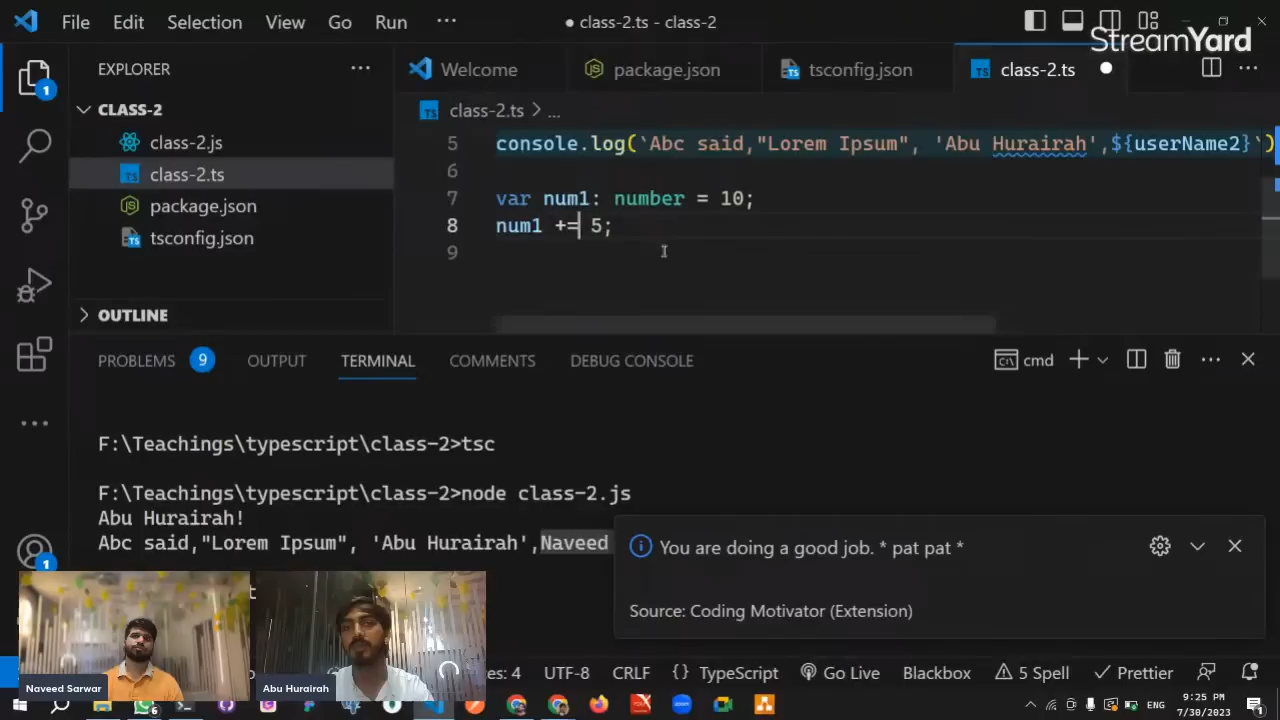 File Edit Selection View Go Run ··· ● class-2.ts - class-2
StreamYard
EXPLORER ···
Welcome package.json tsconfig.json class-2.ts ● ···
CLASS-2
class-2.ts > ...
class-2.js
class-2.ts
package.json
tsconfig.json
5 console.log(`Abc said,"Lorem Ipsum", 'Abu Hurairah',${userName2}`)
6
7 var num1: number = 10;
8 num1 += 5;
9
OUTLINE
PROBLEMS 9 OUTPUT TERMINAL COMMENTS DEBUG CONSOLE cmd
F:\Teachings\typescript\class-2>tsc
F:\Teachings\typescript\class-2>node class-2.js
Abu Hurairah!
Abc said,"Lorem Ipsum", 'Abu Hurairah',Naveed
You are doing a good job. * pat pat *
Source: Coding Motivator (Extension)
Naveed Sarwar
Abu Hurairah
UTF-8 CRLF {} TypeScript Go Live Blackbox 5 Spell Prettier
ENG
9:25 PM
7/30/2023